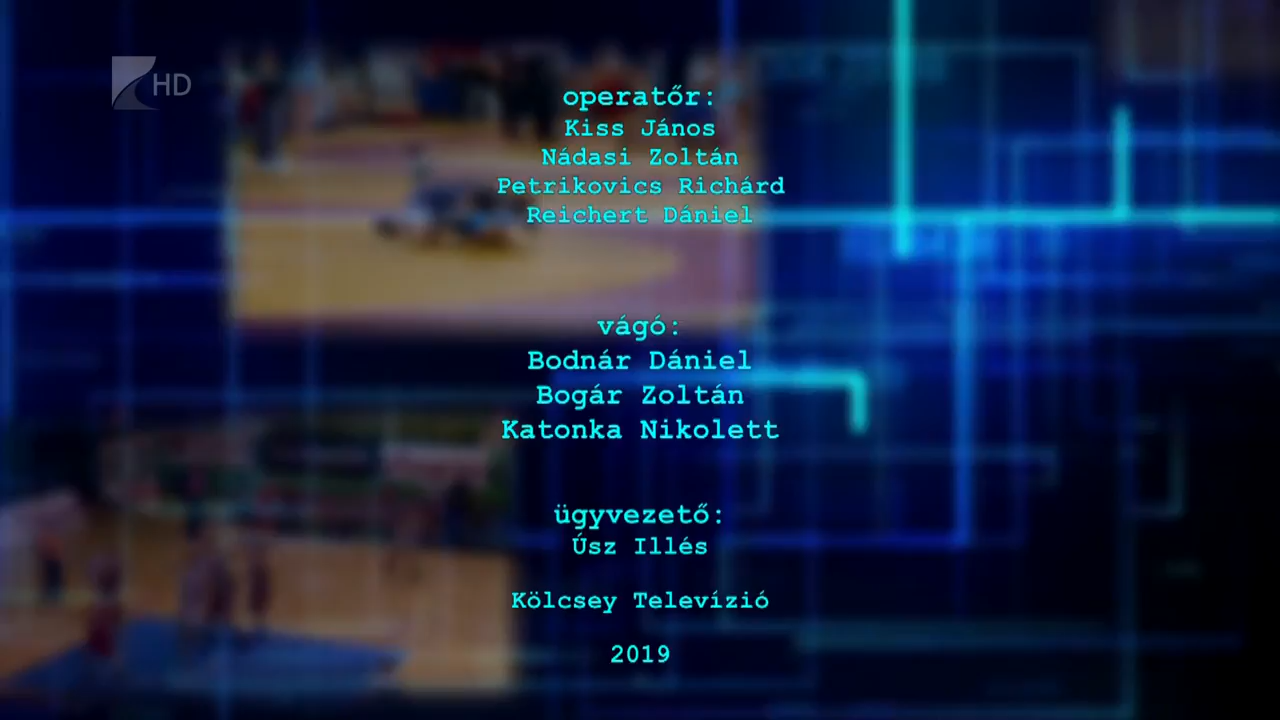 HD
operatőr:
Kiss János
Nádasi Zoltán
Petrikovics Richárd
Reichert Dániel
vágó:
Bodnár Dániel
Bogár Zoltán
Katonka Nikolett
ügyvezető:
Úsz Illés
Kölcsey Televízió
2019